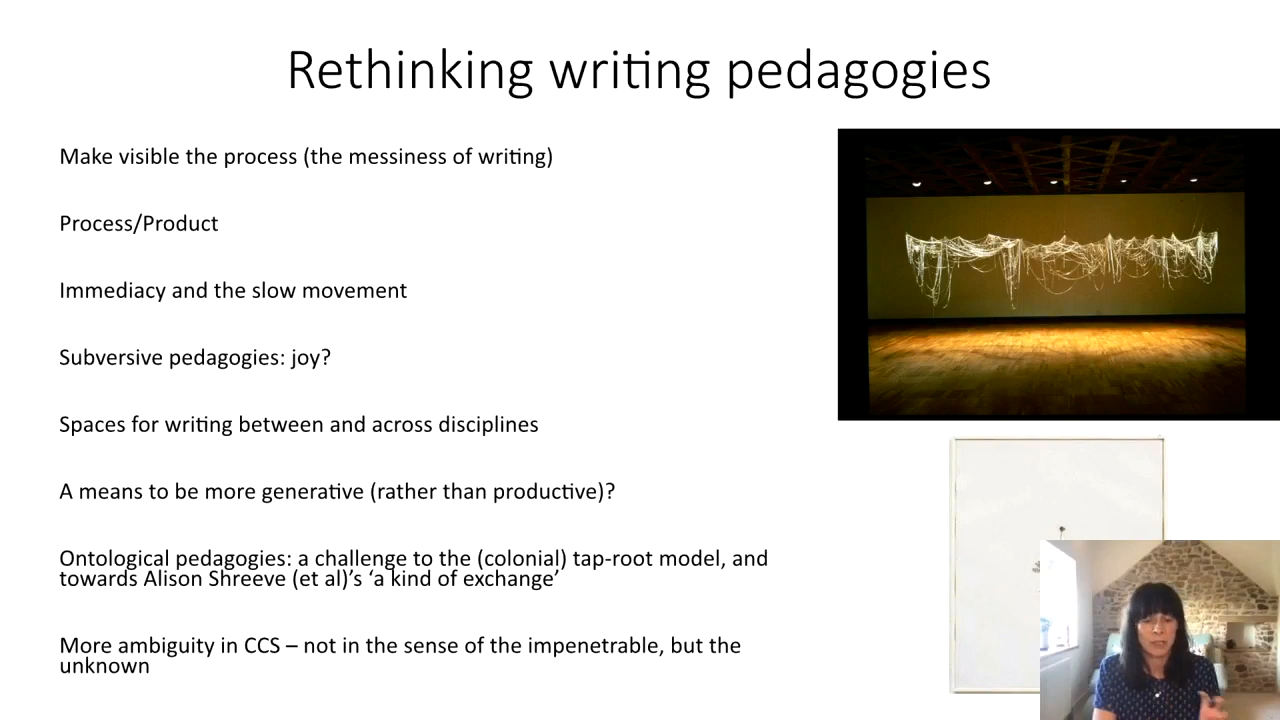 Rethinking writing pedagogies
Make visible the process (the messiness of writing)
Process/Product
Immediacy and the slow movement
Subversive pedagogies: joy?
Spaces for writing between and across disciplines
A means to be more generative (rather than productive)?
Ontological pedagogies: a challenge to the (colonial) tap-root model, and
towards Alison Shreeve (et al)’s ‘a kind of exchange’
More ambiguity in CCS – not in the sense of the impenetrable, but the
unknown